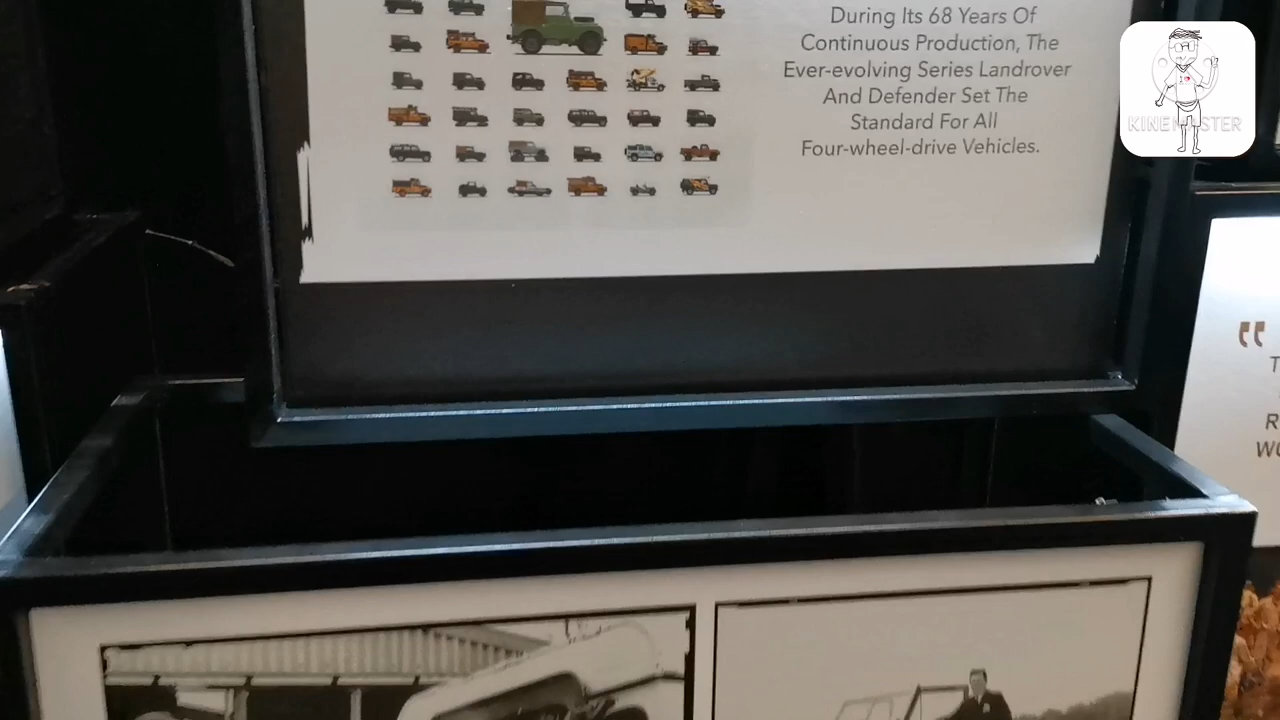 During Its 68 Years Of
Continuous Production, The
Ever-evolving Series Landrover
And Defender Set The
Standard For All
Four-wheel-drive Vehicles.
KINEMASTER
"
T
R
WO